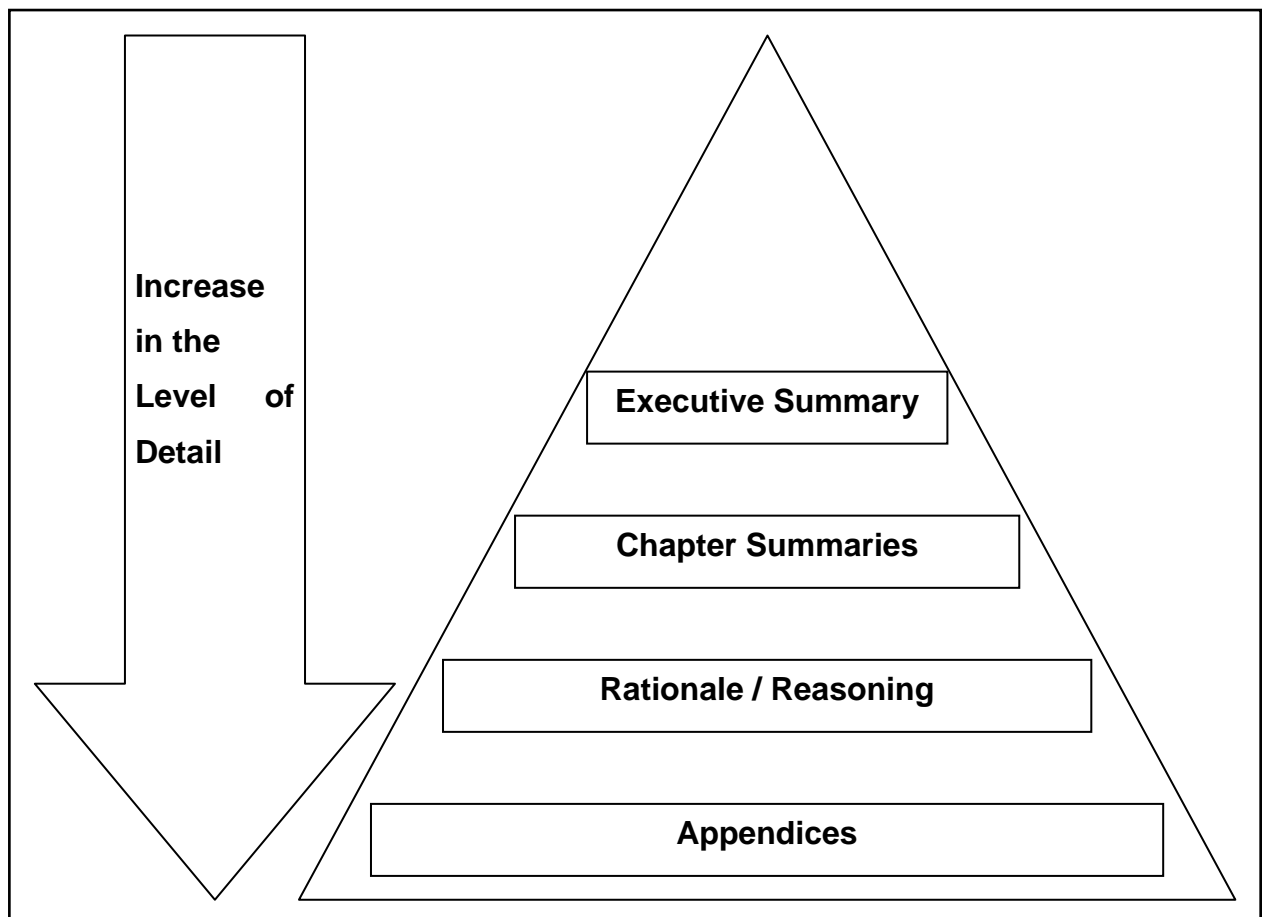 Increase
in the
Level of
Detail
Executive Summary
Chapter Summaries
Rationale / Reasoning
Appendices